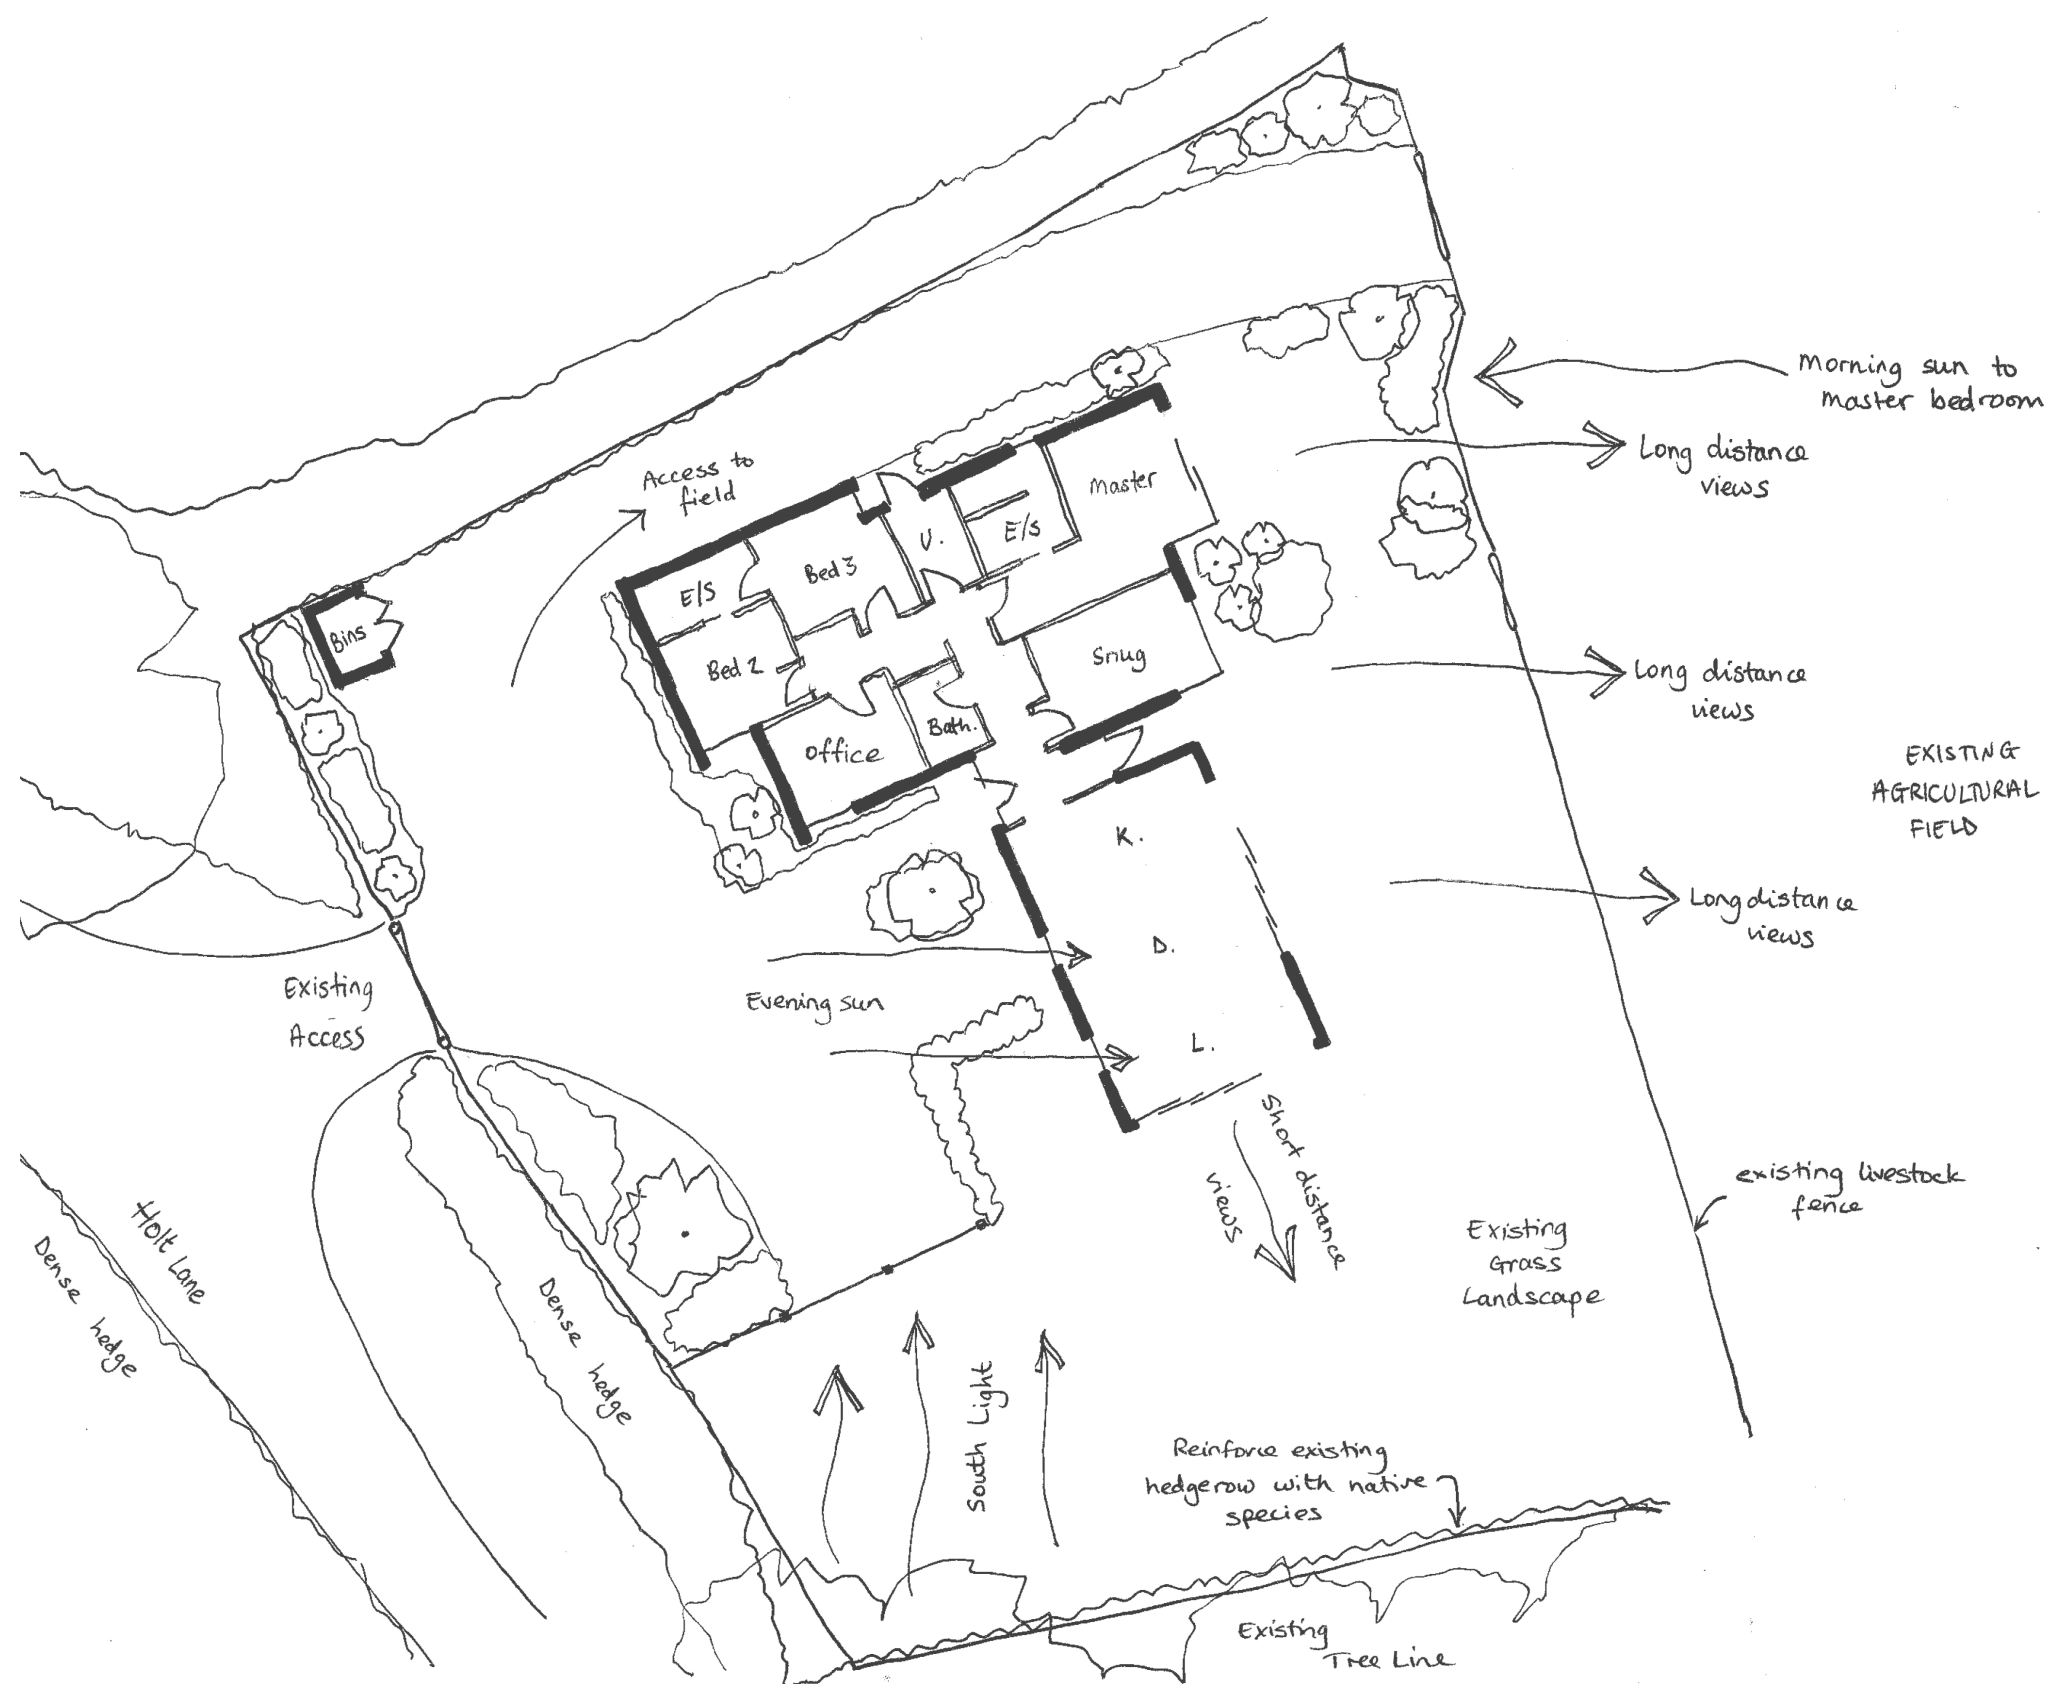 Morning sun to
master bedroom
Long distance
views
Access to
field
Master
E/S
V.
Bed 3
E/S
Bins
Bed 2
Snug
Long distance
views
Bath.
Office
EXISTING
AGRICULTURAL
FIELD
K.
Long distance
views
D.
Existing
Access
Evening sun
L.
Short distance
views
existing livestock
fence
Existing
Grass
Landscape
Holt Lane
Dense hedge
Dense hedge
South Light
Reinforce existing
hedgerow with native
species
Existing
Tree Line